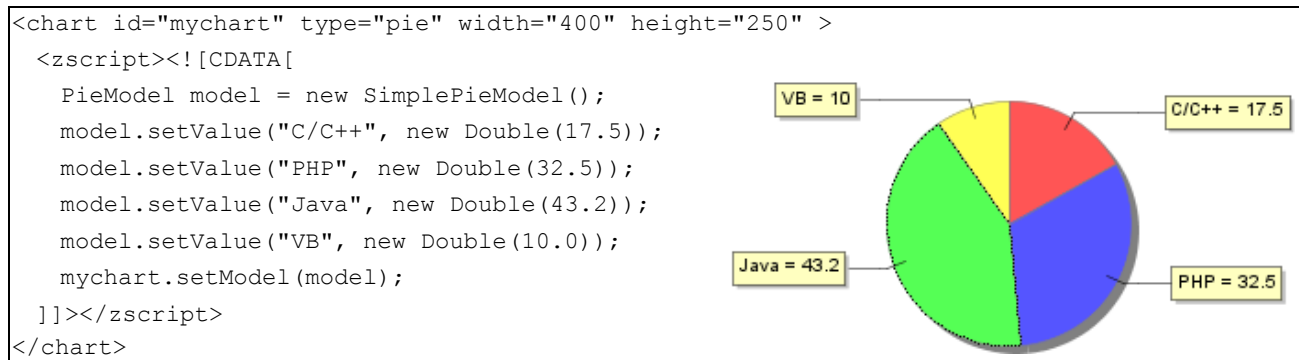 <chart id="mychart" type="pie" width="400" height="250" >
<zscript><![CDATA[
PieModel model = new SimplePieModel();
model.setValue("C/C++", new Double(17.5));
model.setValue("PHP", new Double(32.5));
model.setValue("Java", new Double(43.2));
model.setValue("VB", new Double(10.0));
mychart.setModel(model);
]]></zscript>
</chart>
VB = 10
C/C++ = 17.5
Java = 43.2
PHP = 32.5